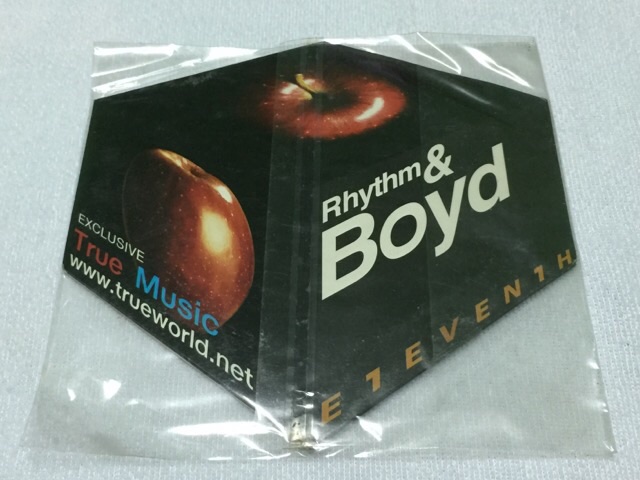 EXCLUSIVE
True Music
www.trueworld.net
Rhythm &
Boyd
E1EVEN1H